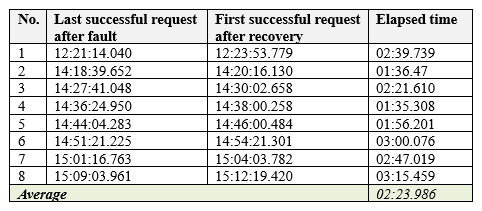 No. Last successful request after fault First successful request after recovery Elapsed time
1 12:21:14.040 12:23:53.779 02:39.739
2 14:18:39.652 14:20:16.130 01:36.47
3 14:27:41.048 14:30:02.658 02:21.610
4 14:36:24.950 14:38:00.258 01:35.308
5 14:44:04.283 14:46:00.484 01:56.201
6 14:51:21.225 14:54:21.301 03:00.076
7 15:01:16.763 15:04:03.782 02:47.019
8 15:09:03.961 15:12:19.420 03:15.459
Average 02:23.986